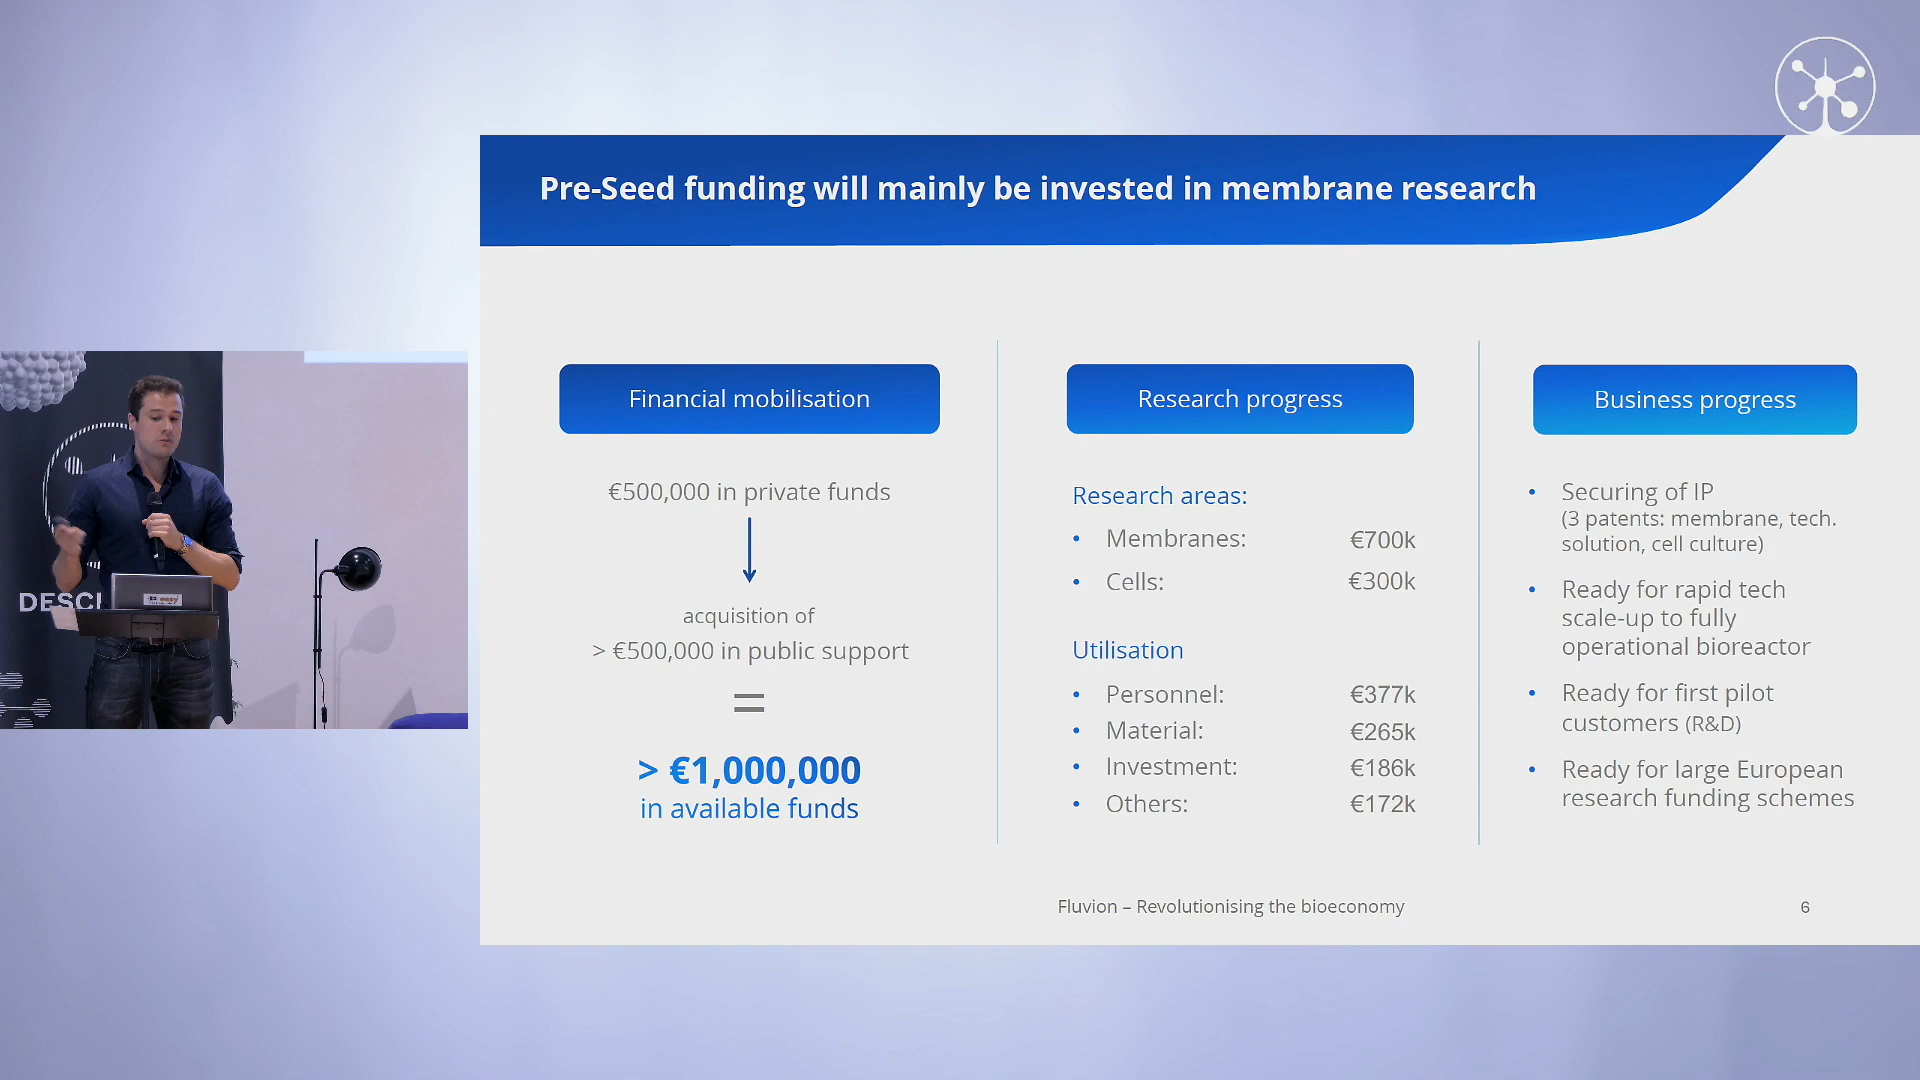 Pre-Seed funding will mainly be invested in membrane research
Financial mobilisation
€500,000 in private funds
acquisition of
> €500,000 in public support
=
> €1,000,000
in available funds
Research progress
Research areas:
• Membranes: €700k
• Cells: €300k
Utilisation
• Personnel: €377k
• Material: €265k
• Investment: €186k
• Others: €172k
Business progress
• Securing of IP
(3 patents: membrane, tech.
solution, cell culture)
• Ready for rapid tech
scale-up to fully
operational bioreactor
• Ready for first pilot
customers (R&D)
• Ready for large European
research funding schemes
Fluvion – Revolutionising the bioeconomy
6
DESCI